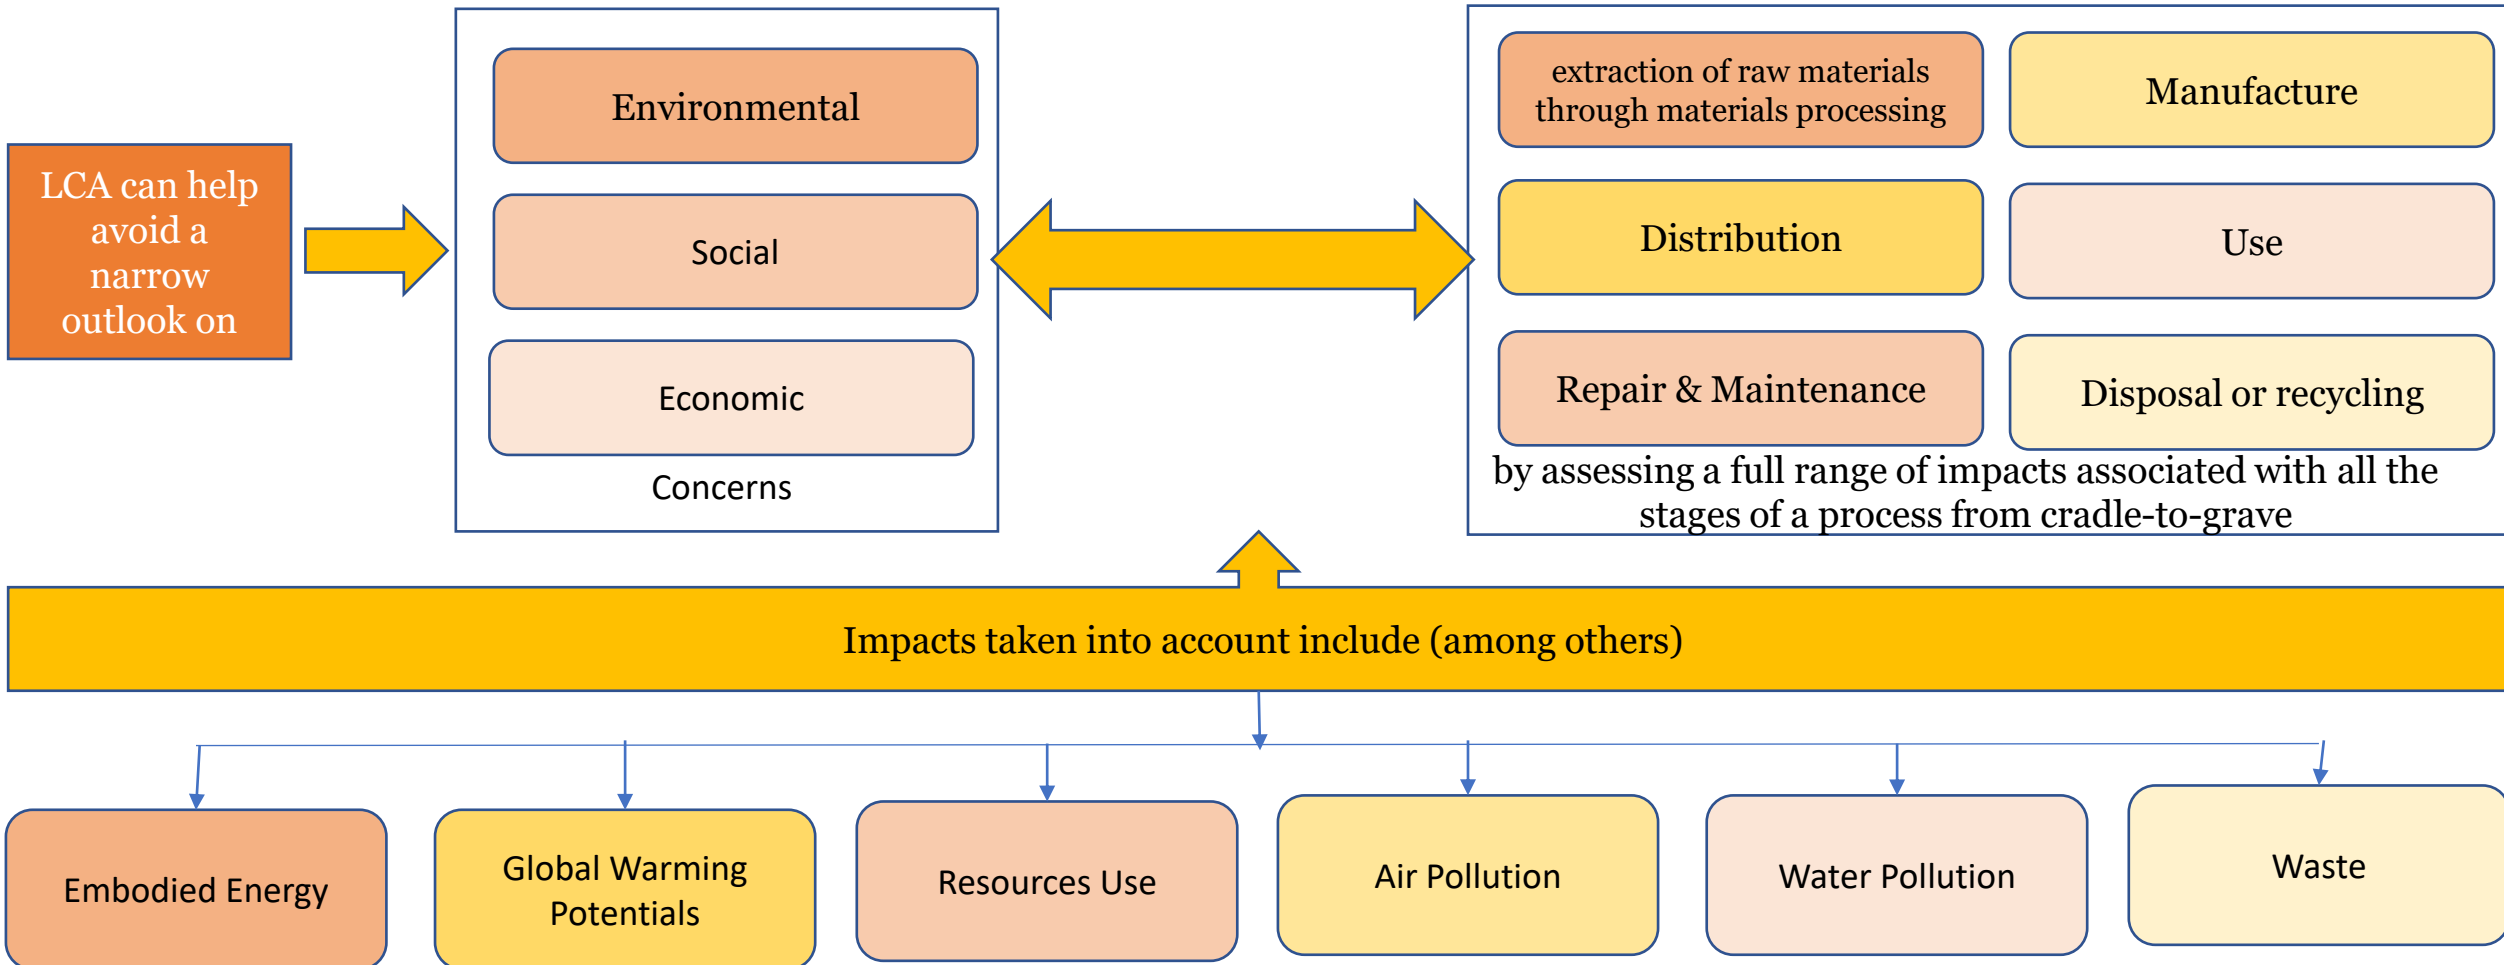 LCA can help
avoid a
narrow
outlook on
Environmental
Social
Economic
Concerns
extraction of raw materials
through materials processing
Manufacture
Distribution
Use
Repair & Maintenance
Disposal or recycling
by assessing a full range of impacts associated with all the
stages of a process from cradle-to-grave
Impacts taken into account include (among others)
Embodied Energy
Global Warming
Potentials
Resources Use
Air Pollution
Water Pollution
Waste